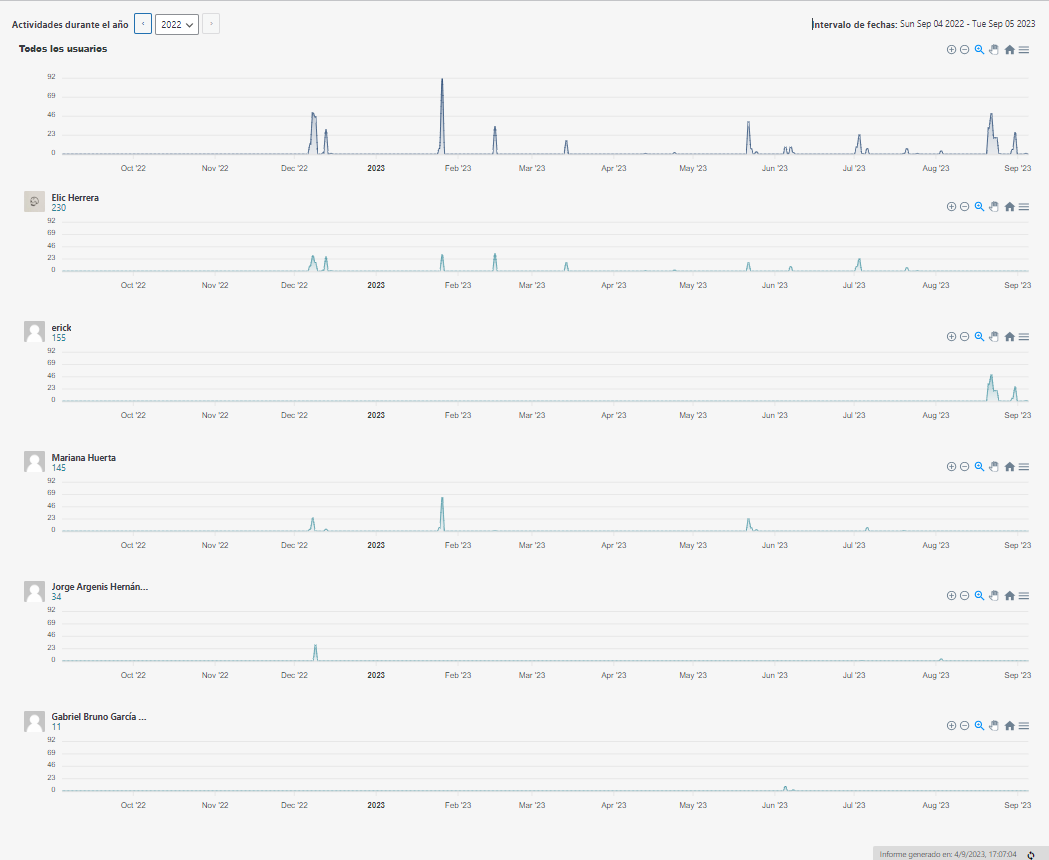 Actividades durante el año ‹ 2022 ›
Intervalo de fechas: Sun Sep 04 2022 - Tue Sep 05 2023
Todos los usuarios
92
69
46
23
0
Oct '22 Nov '22 Dec '22 2023 Feb '23 Mar '23 Apr '23 May '23 Jun '23 Jul '23 Aug '23 Sep '23
Elic Herrera
230
92
69
46
23
0
Oct '22 Nov '22 Dec '22 2023 Feb '23 Mar '23 Apr '23 May '23 Jun '23 Jul '23 Aug '23 Sep '23
erick
155
92
69
46
23
0
Oct '22 Nov '22 Dec '22 2023 Feb '23 Mar '23 Apr '23 May '23 Jun '23 Jul '23 Aug '23 Sep '23
Mariana Huerta
145
92
69
46
23
0
Oct '22 Nov '22 Dec '22 2023 Feb '23 Mar '23 Apr '23 May '23 Jun '23 Jul '23 Aug '23 Sep '23
Jorge Argenis Hernán...
34
92
69
46
23
0
Oct '22 Nov '22 Dec '22 2023 Feb '23 Mar '23 Apr '23 May '23 Jun '23 Jul '23 Aug '23 Sep '23
Gabriel Bruno García ...
11
92
69
46
23
0
Oct '22 Nov '22 Dec '22 2023 Feb '23 Mar '23 Apr '23 May '23 Jun '23 Jul '23 Aug '23 Sep '23
Informe generado en: 4/9/2023, 17:07:04